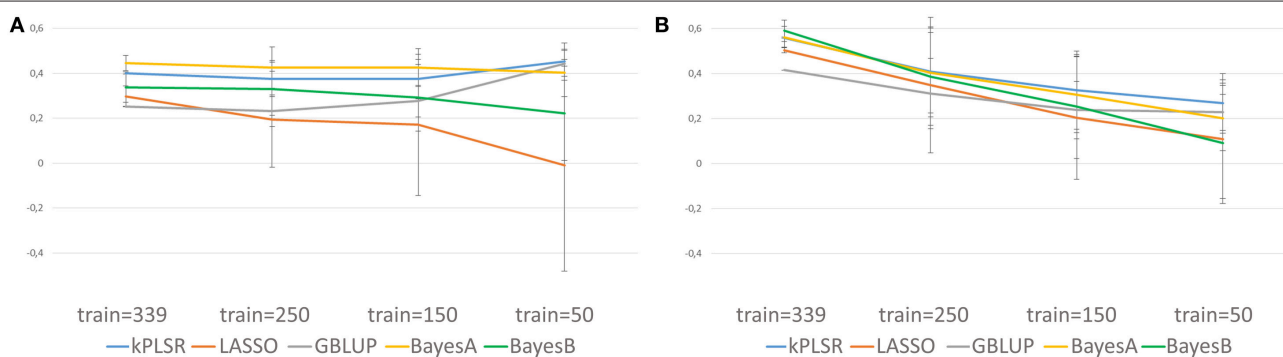 A
0,6
0,4
0,2
0
-0,2
-0,4
train=339 train=250 train=150 train=50
kPLSR LASSO GBLUP BayesA BayesB
B
0,6
0,4
0,2
0
-0,2
-0,4
train=339 train=250 train=150 train=50
kPLSR LASSO GBLUP BayesA BayesB